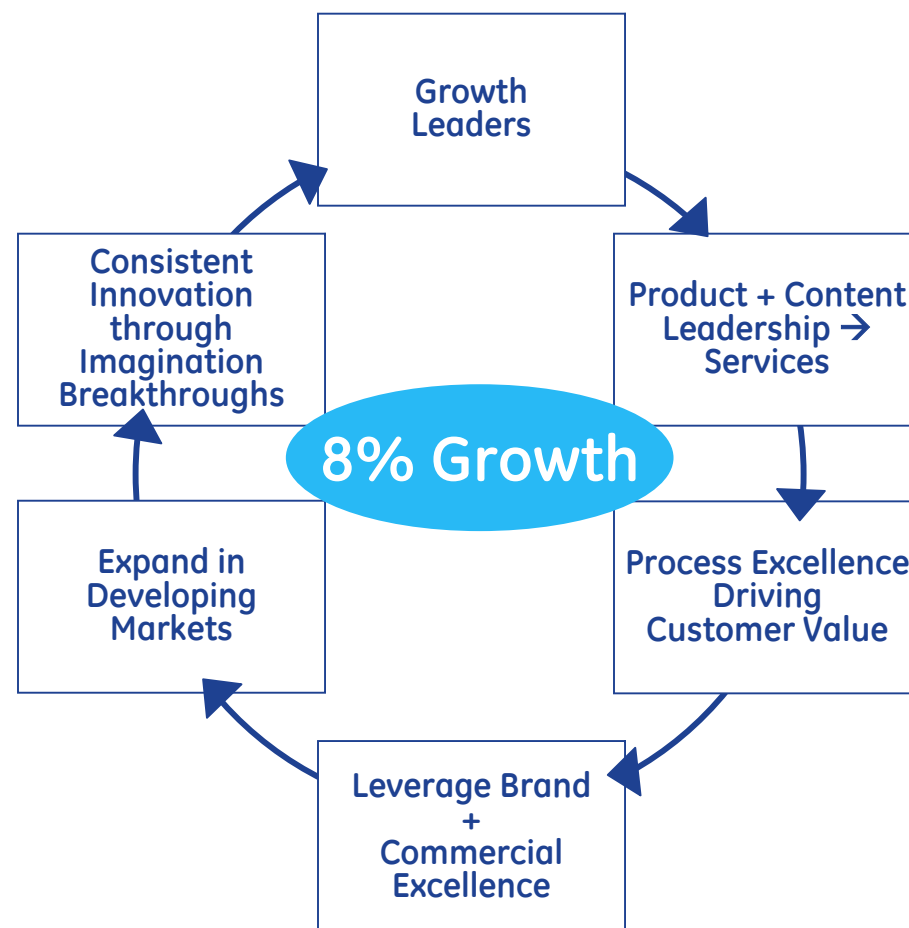 Growth
Leaders
Product + Content
Leadership →
Services
Process Excellence
Driving
Customer Value
Leverage Brand
+
Commercial
Excellence
Expand in
Developing
Markets
Consistent
Innovation
through
Imagination
Breakthroughs
8% Growth